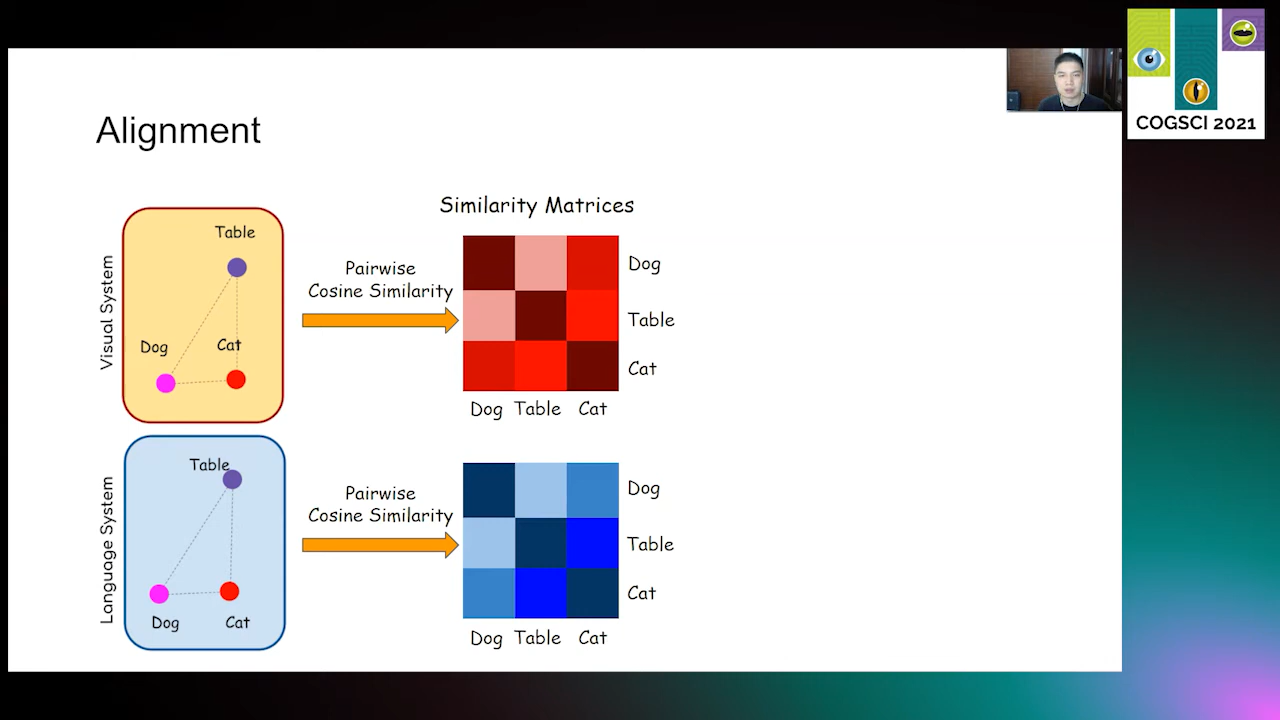 COGSCI 2021
Alignment
Similarity Matrices
Visual System
Table
Dog
Cat
Pairwise
Cosine Similarity
Dog
Table
Cat
Dog Table Cat
Language System
Table
Dog
Cat
Pairwise
Cosine Similarity
Dog
Table
Cat
Dog Table Cat